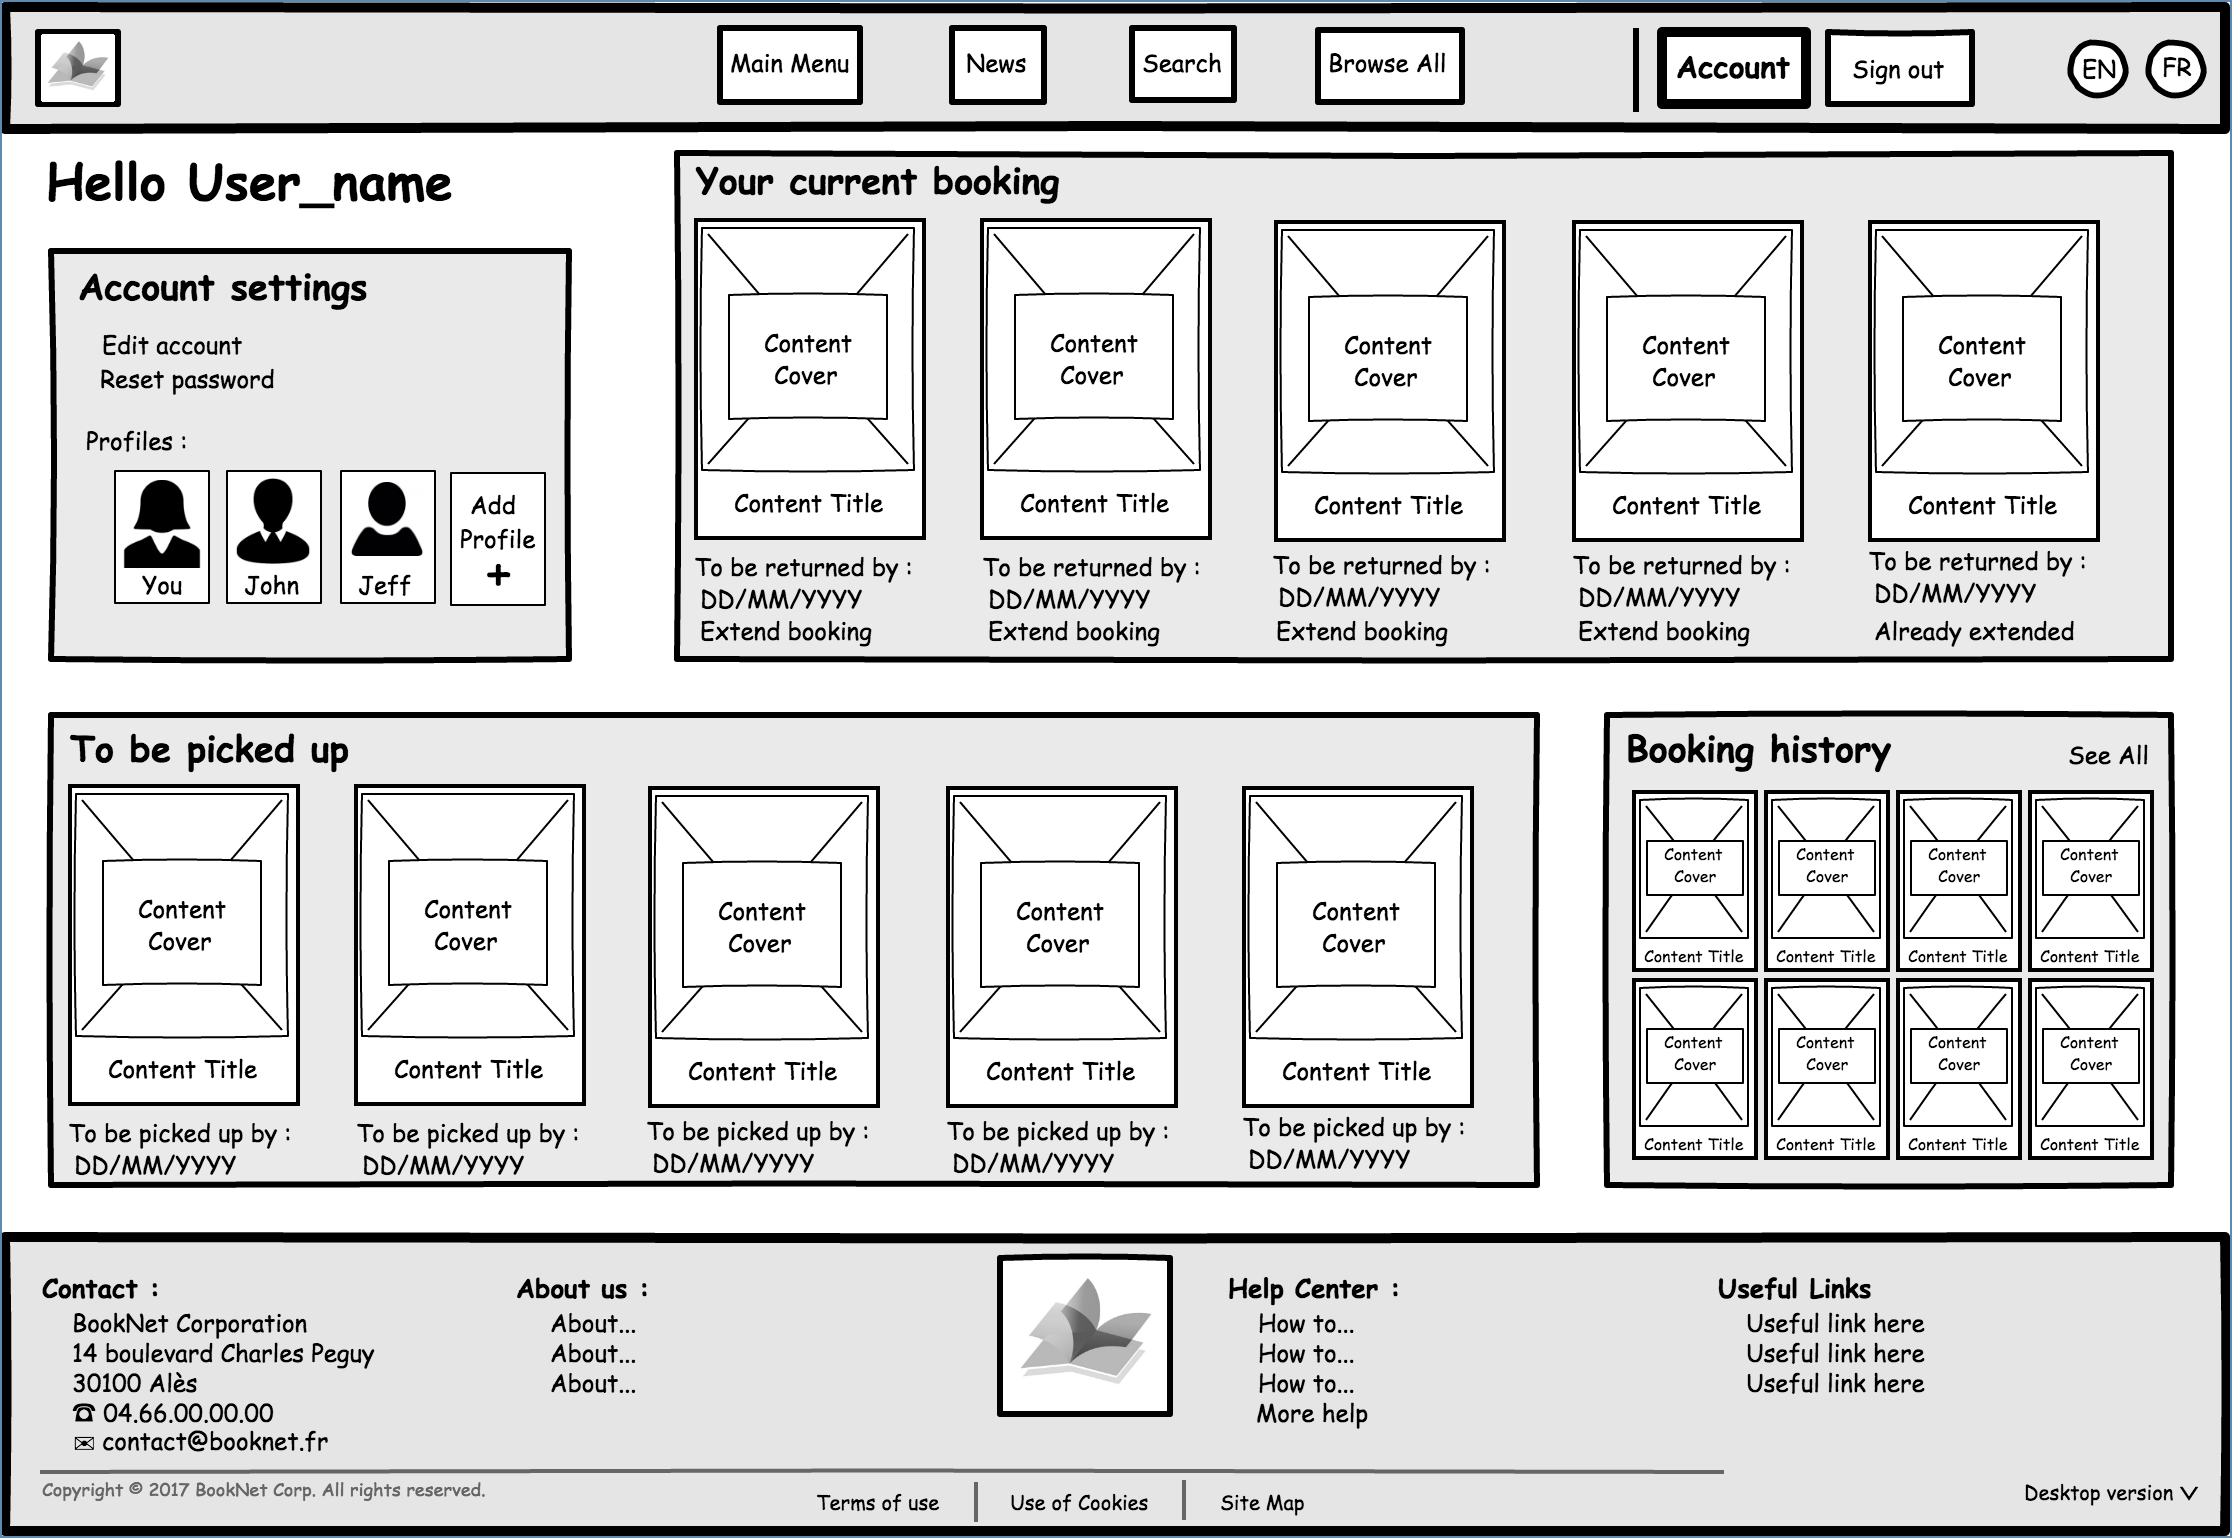 Main Menu
News
Search
Browse All
Account
Sign out
EN
FR
Hello User_name
Account settings
Edit account
Reset password
Profiles :
You
John
Jeff
Add
Profile
+
Your current booking
Content
Cover
Content Title
To be returned by :
DD/MM/YYYY
Extend booking
Content
Cover
Content Title
To be returned by :
DD/MM/YYYY
Extend booking
Content
Cover
Content Title
To be returned by :
DD/MM/YYYY
Extend booking
Content
Cover
Content Title
To be returned by :
DD/MM/YYYY
Extend booking
Content
Cover
Content Title
To be returned by :
DD/MM/YYYY
Already extended
To be picked up
Content
Cover
Content Title
To be picked up by :
DD/MM/YYYY
Content
Cover
Content Title
To be picked up by :
DD/MM/YYYY
Content
Cover
Content Title
To be picked up by :
DD/MM/YYYY
Content
Cover
Content Title
To be picked up by :
DD/MM/YYYY
Content
Cover
Content Title
To be picked up by :
DD/MM/YYYY
Booking history
See All
Content
Cover
Content Title
Content
Cover
Content Title
Content
Cover
Content Title
Content
Cover
Content Title
Content
Cover
Content Title
Content
Cover
Content Title
Content
Cover
Content Title
Content
Cover
Content Title
Contact :
BookNet Corporation
14 boulevard Charles Peguy
30100 Alès
☎ 04.66.00.00.00
✉ contact@booknet.fr
About us :
About...
About...
About...
Help Center :
How to...
How to...
How to...
More help
Useful Links
Useful link here
Useful link here
Useful link here
Copyright © 2017 BookNet Corp. All rights reserved.
Terms of use
Use of Cookies
Site Map
Desktop version V